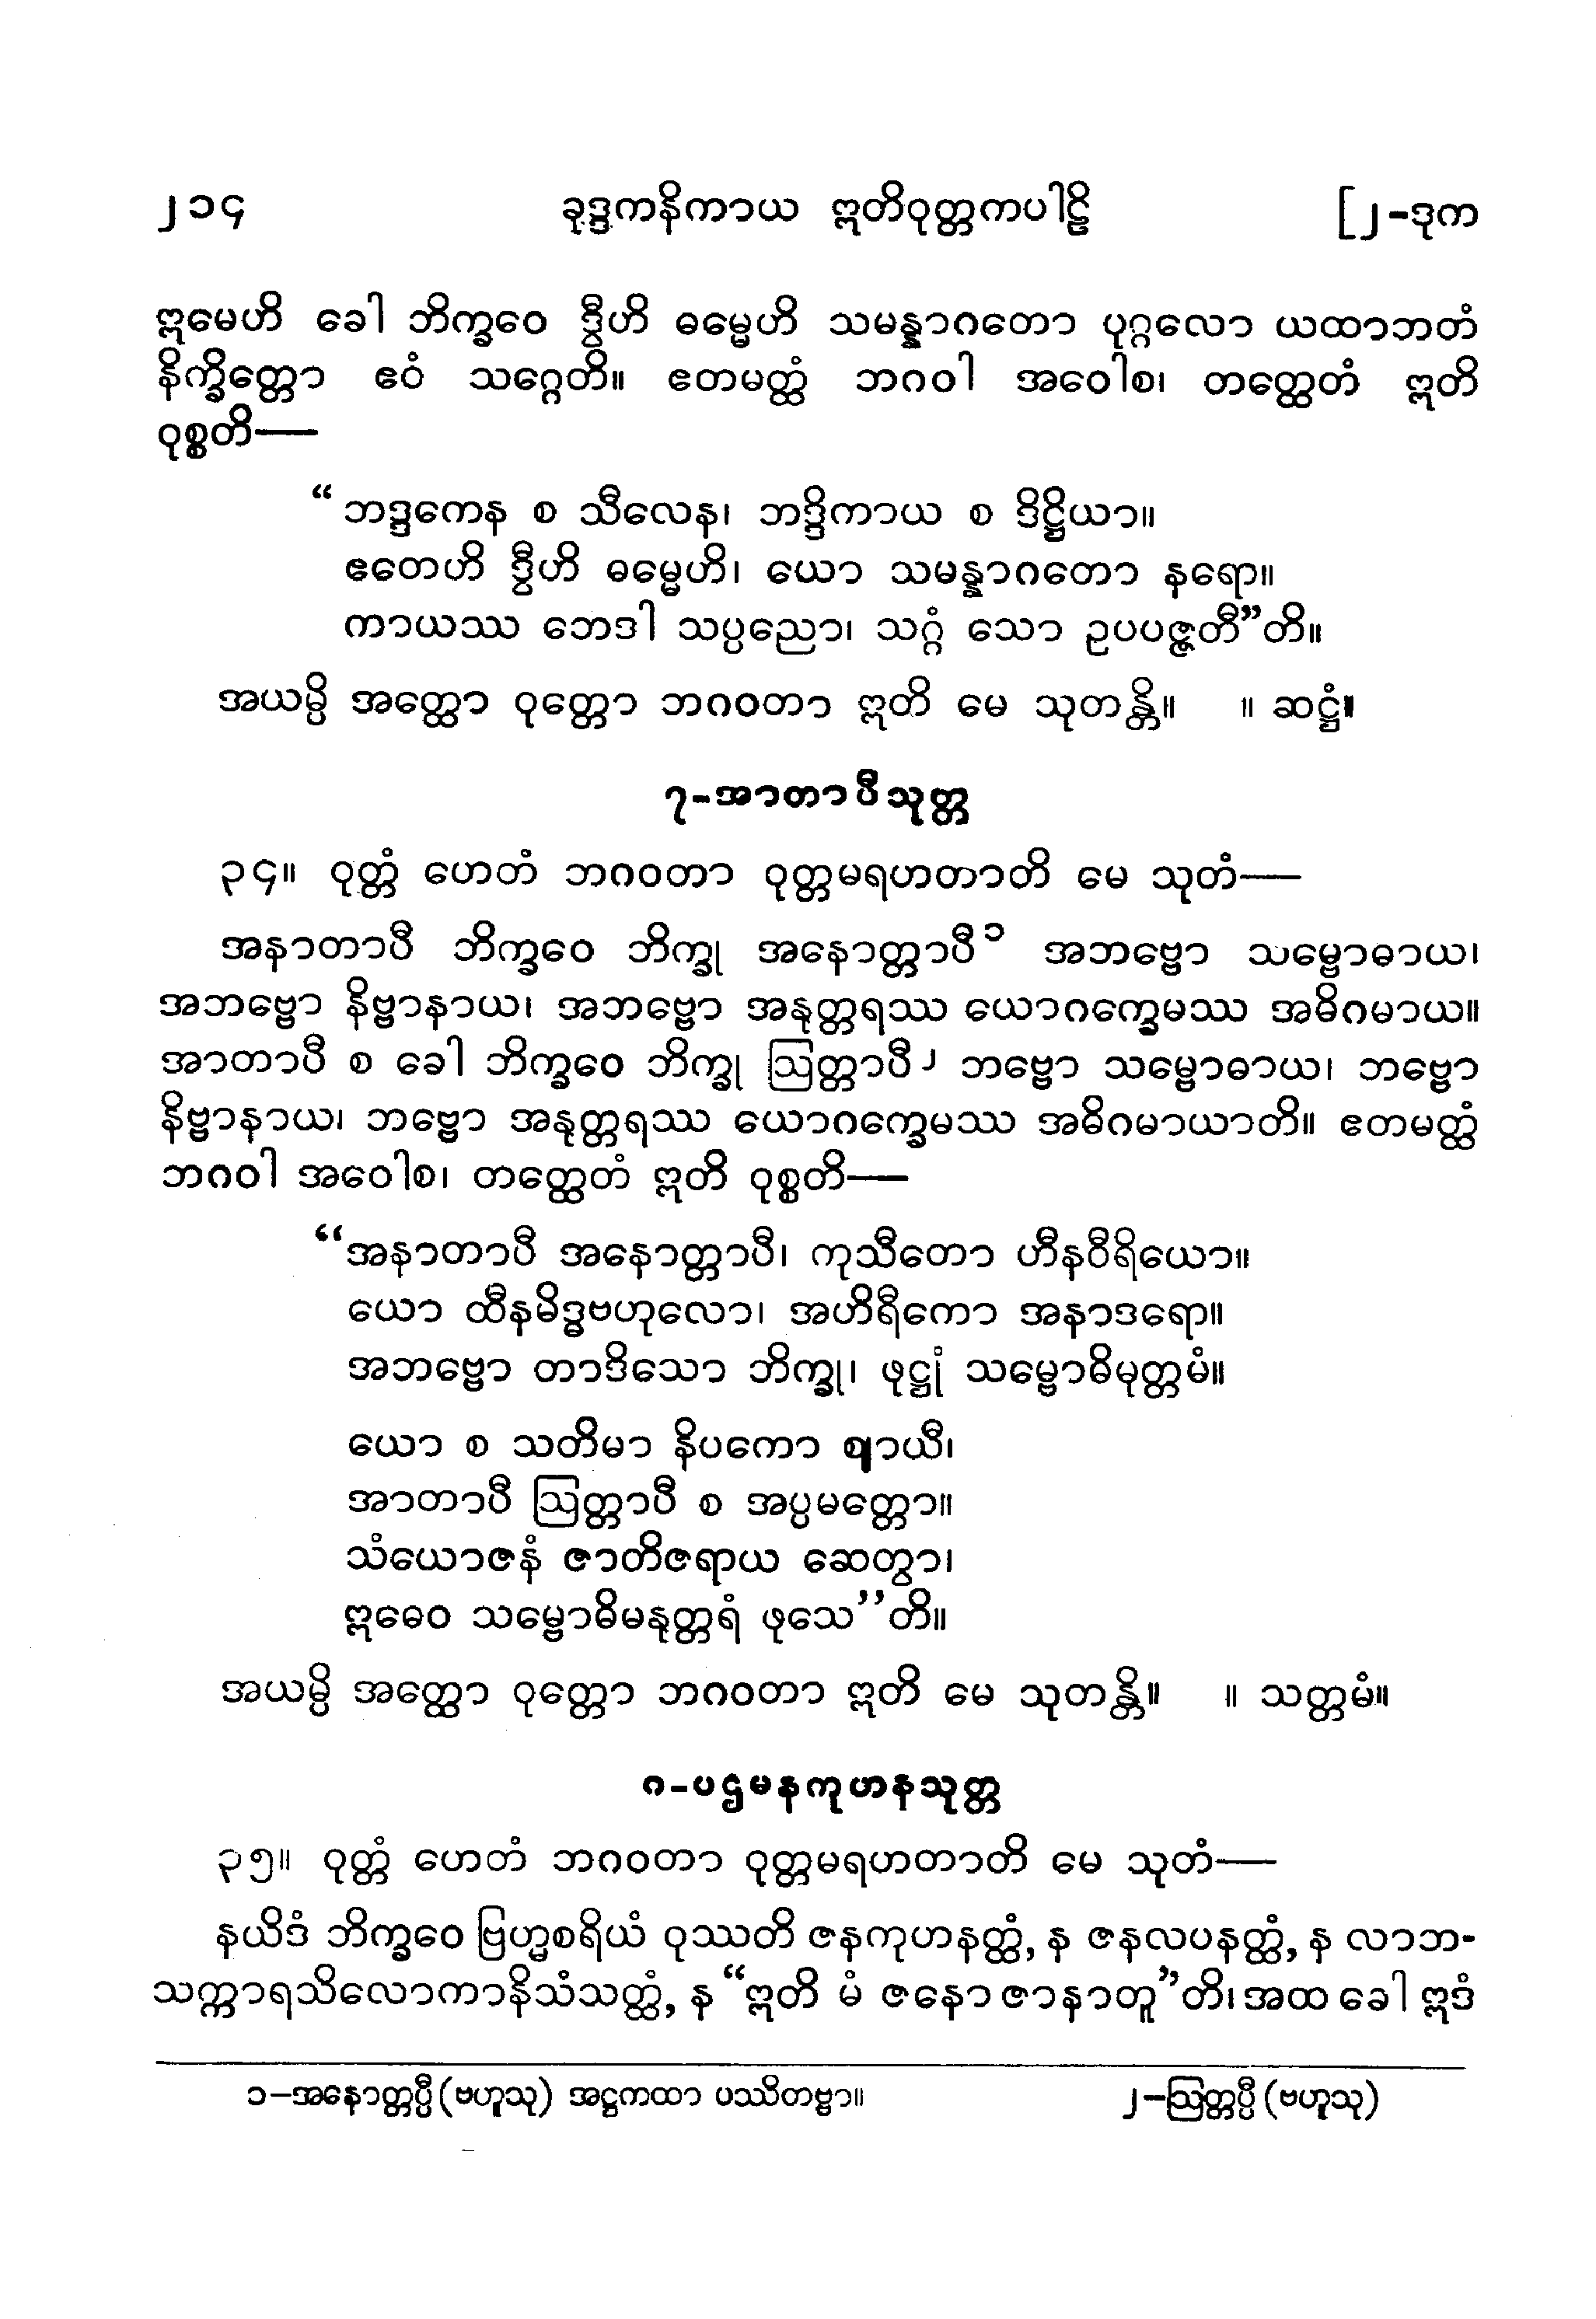 ၂၁၄ ခုဒ္ဒကနိကာယ ဣတိဝုတ္တကပါဠိ [၂-ဒုက
ဣမေဟိ ခေါ ဘိက္ခဝေ ဒွီဟိ ဓမ္မေဟိ သမန္နာဂတော ပုဂ္ဂလော ယထာဘတံ
နိက္ခိတ္တော ဧဝံ သဂ္ဂေတိ။ ဧတမတ္ထံ ဘဂဝါ အဝေါစ၊ တတ္ထေတံ ဣတိ
ဝုစ္စတိ—
“ဘဒ္ဒကေန စ သီလေန၊ ဘဒ္ဒိကာယ စ ဒိဋ္ဌိယာ။
ဧတေဟိ ဒွီဟိ ဓမ္မေဟိ၊ ယော သမန္နာဂတော နရော။
ကာယဿ ဘေဒါ သပ္ပညော၊ သဂ္ဂံ သော ဥပပဇ္ဇတီ”တိ။
အယမ္ပိ အတ္ထော ဝုတ္တော ဘဂဝတာ ဣတိ မေ သုတန္တိ။ ။ ဆဋ္ဌံ။
၇-အာတာပီသုတ္တ
၃၄။ ဝုတ္တံ ဟေတံ ဘဂဝတာ ဝုတ္တမရဟတာတိ မေ သုတံ—
အနာတာပီ ဘိက္ခဝေ ဘိက္ခု အနောတ္တာပီ၁ အဘဗ္ဗော သမ္ဗောဓာယ၊
အဘဗ္ဗော နိဗ္ဗာနာယ၊ အဘဗ္ဗော အနုတ္တရဿ ယောဂက္ခေမဿ အဓိဂမာယ။
အာတာပီ စ ခေါ ဘိက္ခဝေ ဘိက္ခု ဩတ္တာပီ၂ ဘဗ္ဗော သမ္ဗောဓာယ၊ ဘဗ္ဗော
နိဗ္ဗာနာယ၊ ဘဗ္ဗော အနုတ္တရဿ ယောဂက္ခေမဿ အဓိဂမာယာတိ။ ဧတမတ္ထံ
ဘဂဝါ အဝေါစ၊ တတ္ထေတံ ဣတိ ဝုစ္စတိ—
“အနာတာပီ အနောတ္တာပီ၊ ကုသီတော ဟီနဝီရိယော။
ယော ထီနမိဒ္ဓဗဟုလော၊ အဟိရီကော အနာဒရော။
အဘဗ္ဗော တာဒိသော ဘိက္ခု၊ ဖုဋ္ဌုံ သမ္ဗောဓိမုတ္တမံ။
ယော စ သတိမာ နိပကော ဈာယီ၊
အာတာပီ ဩတ္တာပီ စ အပ္ပမတ္တော။
သံယောဇနံ ဇာတိဇရာယ ဆေတွာ၊
ဣဓေဝ သမ္ဗောဓိမနုတ္တရံ ဖုသေ”တိ။
အယမ္ပိ အတ္ထော ဝုတ္တော ဘဂဝတာ ဣတိ မေ သုတန္တိ။ ။ သတ္တမံ။
၈-ပဌမနကုဟနသုတ္တ
၃၅။ ဝုတ္တံ ဟေတံ ဘဂဝတာ ဝုတ္တမရဟတာတိ မေ သုတံ—
နယိဒံ ဘိက္ခဝေ ဗြဟ္မစရိယံ ဝုဿတိ ဇနကုဟနတ္ထံ, န ဇနလပနတ္ထံ, န လာဘ-
သက္ကာရသိလောကာနိသံသတ္ထံ, န “ဣတိ မံ ဇနော ဇာနာတူ”တိ၊ အထ ခေါ ဣဒံ
၁-အနောတ္တပ္ပီ (ဗဟူသု) အဋ္ဌကထာ ပဿိတဗ္ဗာ။ ၂-ဩတ္တပ္ပီ (ဗဟူသု)